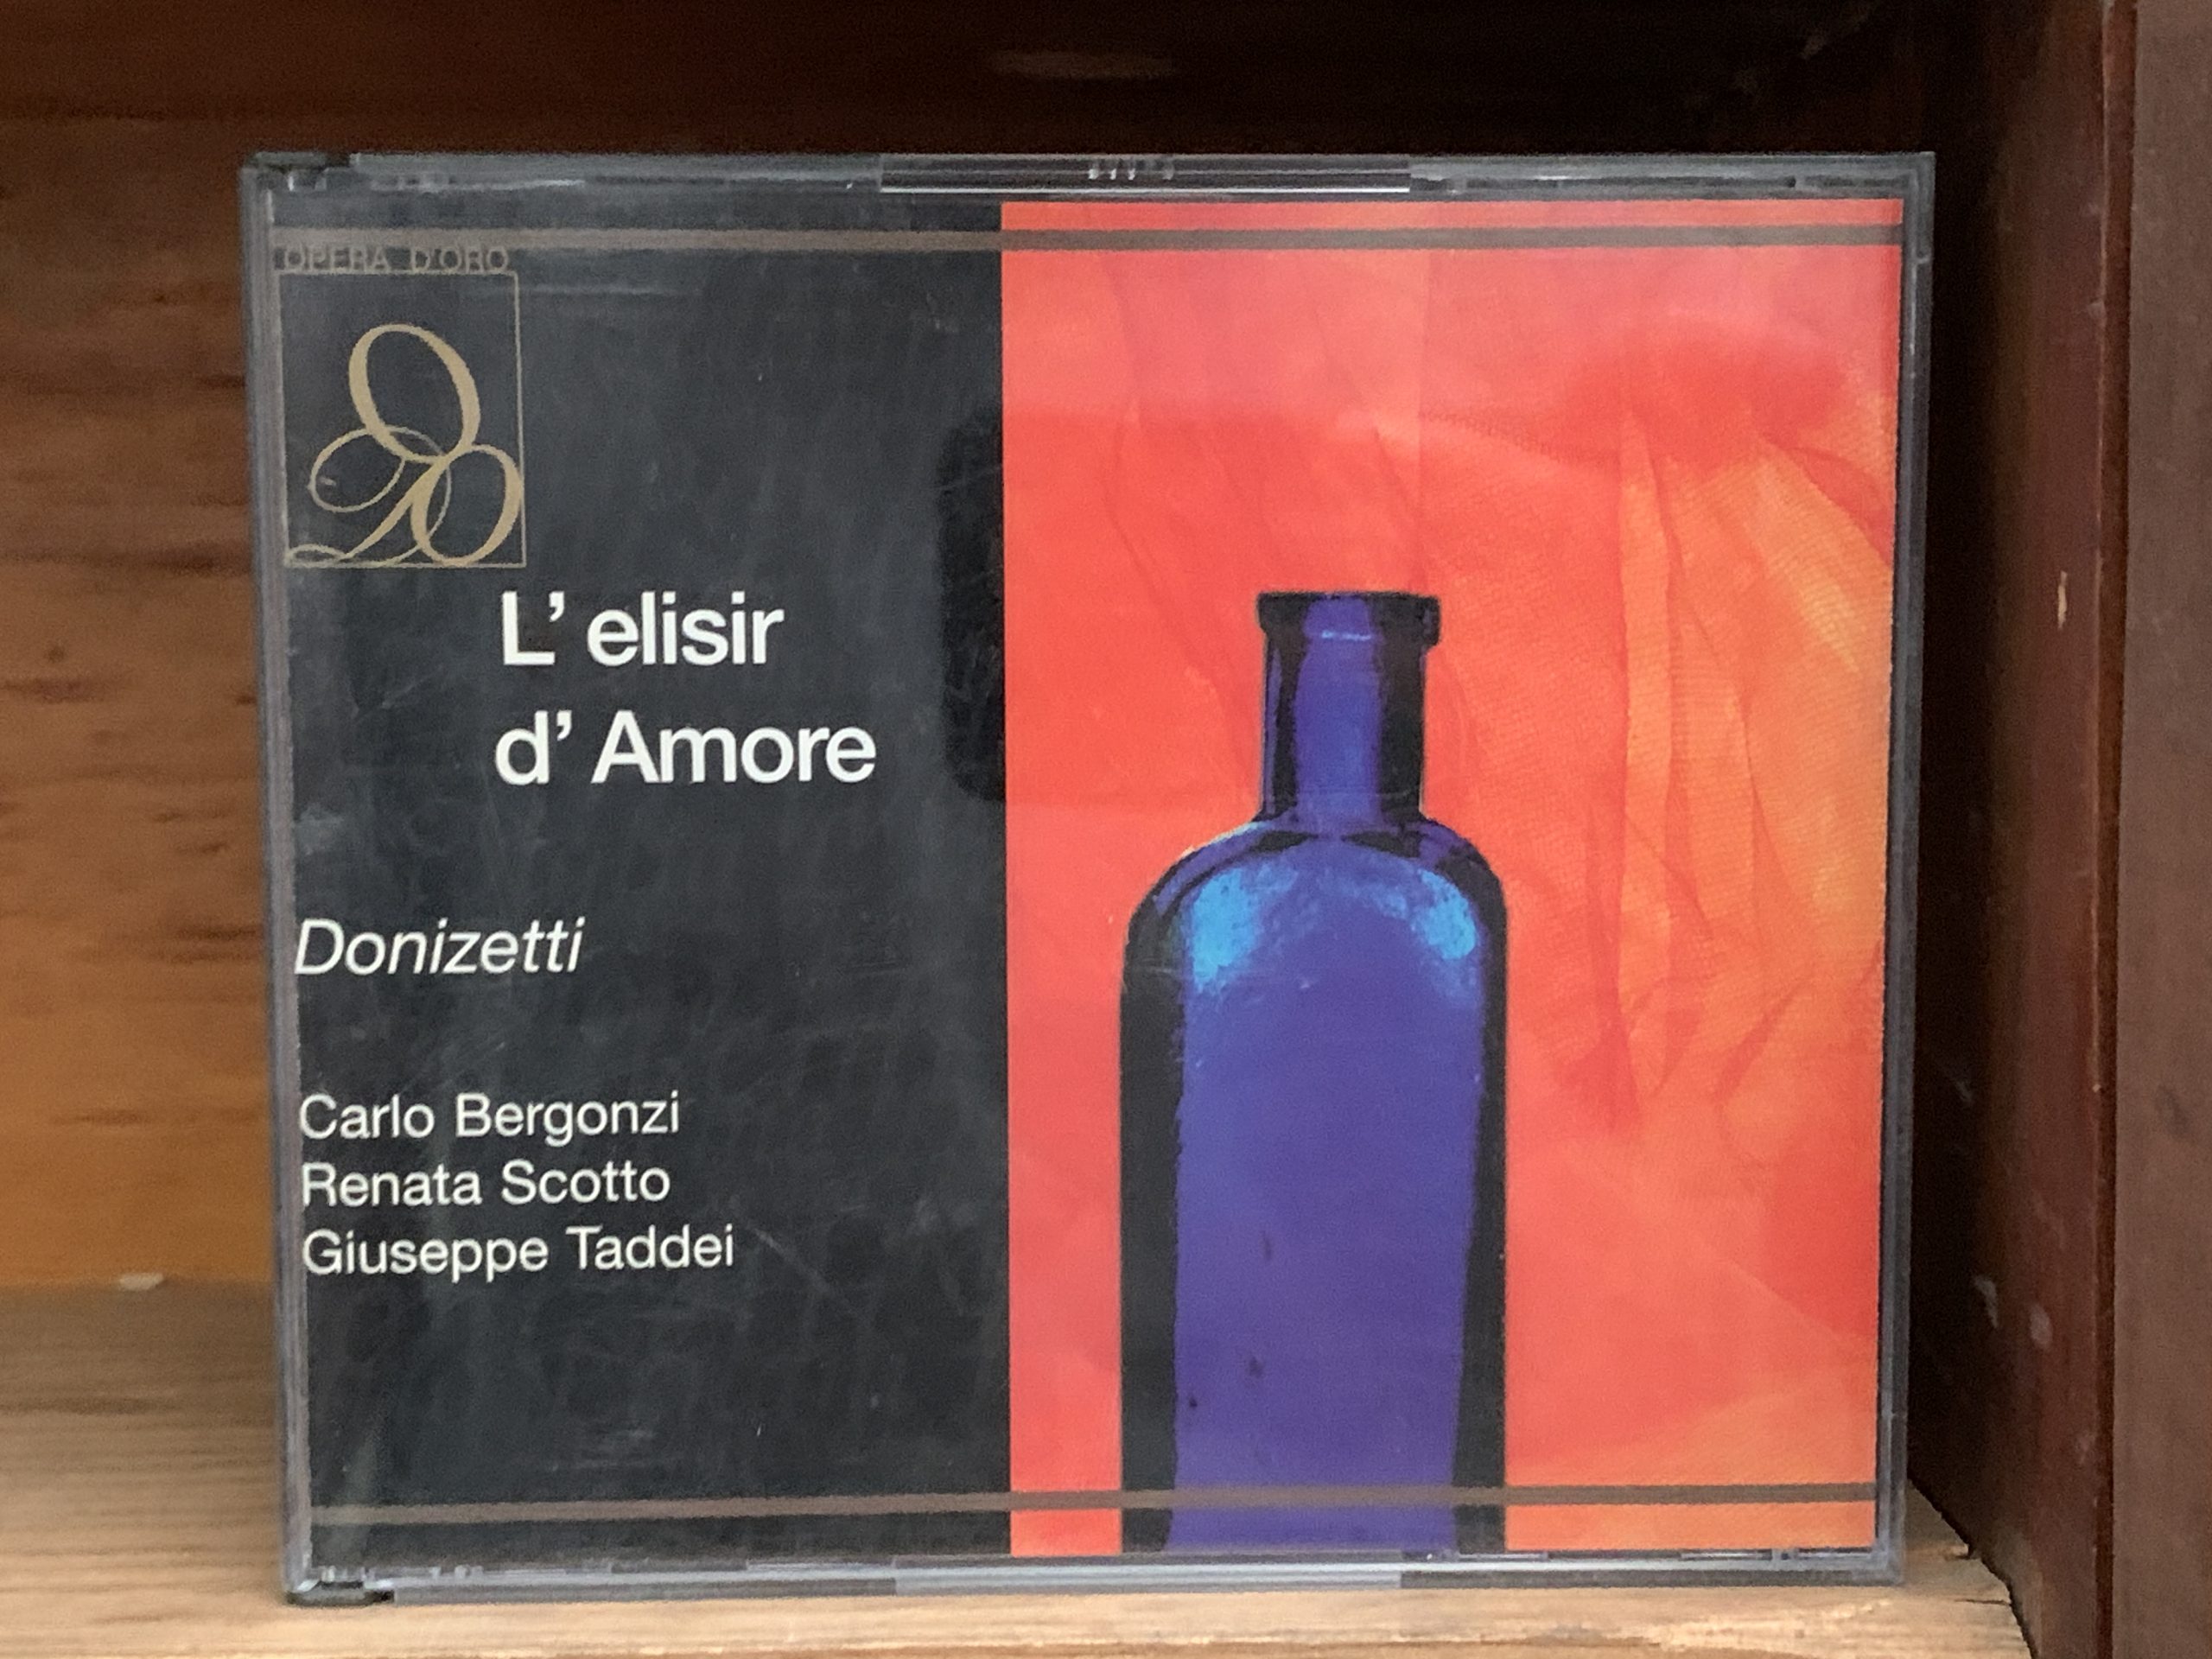 OPERA D'ORO
L' elisir
d' Amore
Donizetti
Carlo Bergonzi
Renata Scotto
Giuseppe Taddei